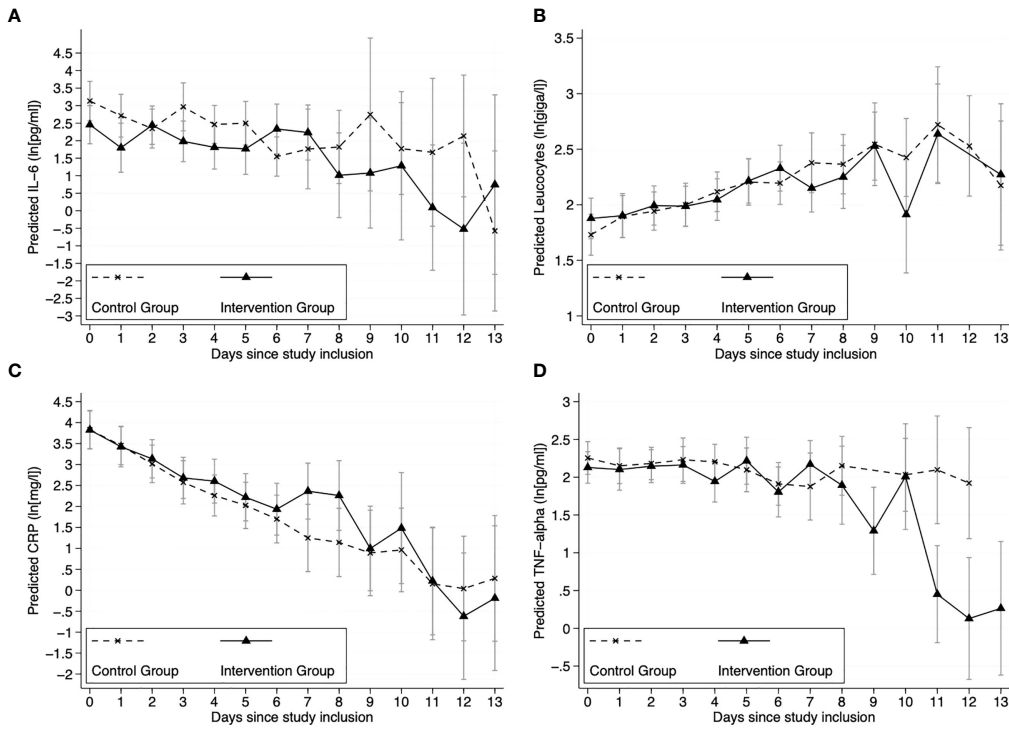 A
Predicted IL−6 (ln[pg/ml])
4.5
4
3.5
3
2.5
2
1.5
1
.5
0
−.5
−1
−1.5
−2
−2.5
−3
Control Group Intervention Group
0 1 2 3 4 5 6 7 8 9 10 11 12 13
Days since study inclusion
B
Predicted Leucocytes (ln[giga/l])
3.5
3
2.5
2
1.5
1
Control Group Intervention Group
0 1 2 3 4 5 6 7 8 9 10 11 12 13
Days since study inclusion
C
Predicted CRP (ln[mg/l])
4.5
4
3.5
3
2.5
2
1.5
1
.5
0
−.5
−1
−1.5
−2
Control Group Intervention Group
0 1 2 3 4 5 6 7 8 9 10 11 12 13
Days since study inclusion
D
Predicted TNF−alpha (ln[pg/ml])
3
2.5
2
1.5
1
.5
0
−.5
Control Group Intervention Group
0 1 2 3 4 5 6 7 8 9 10 11 12 13
Days since study inclusion